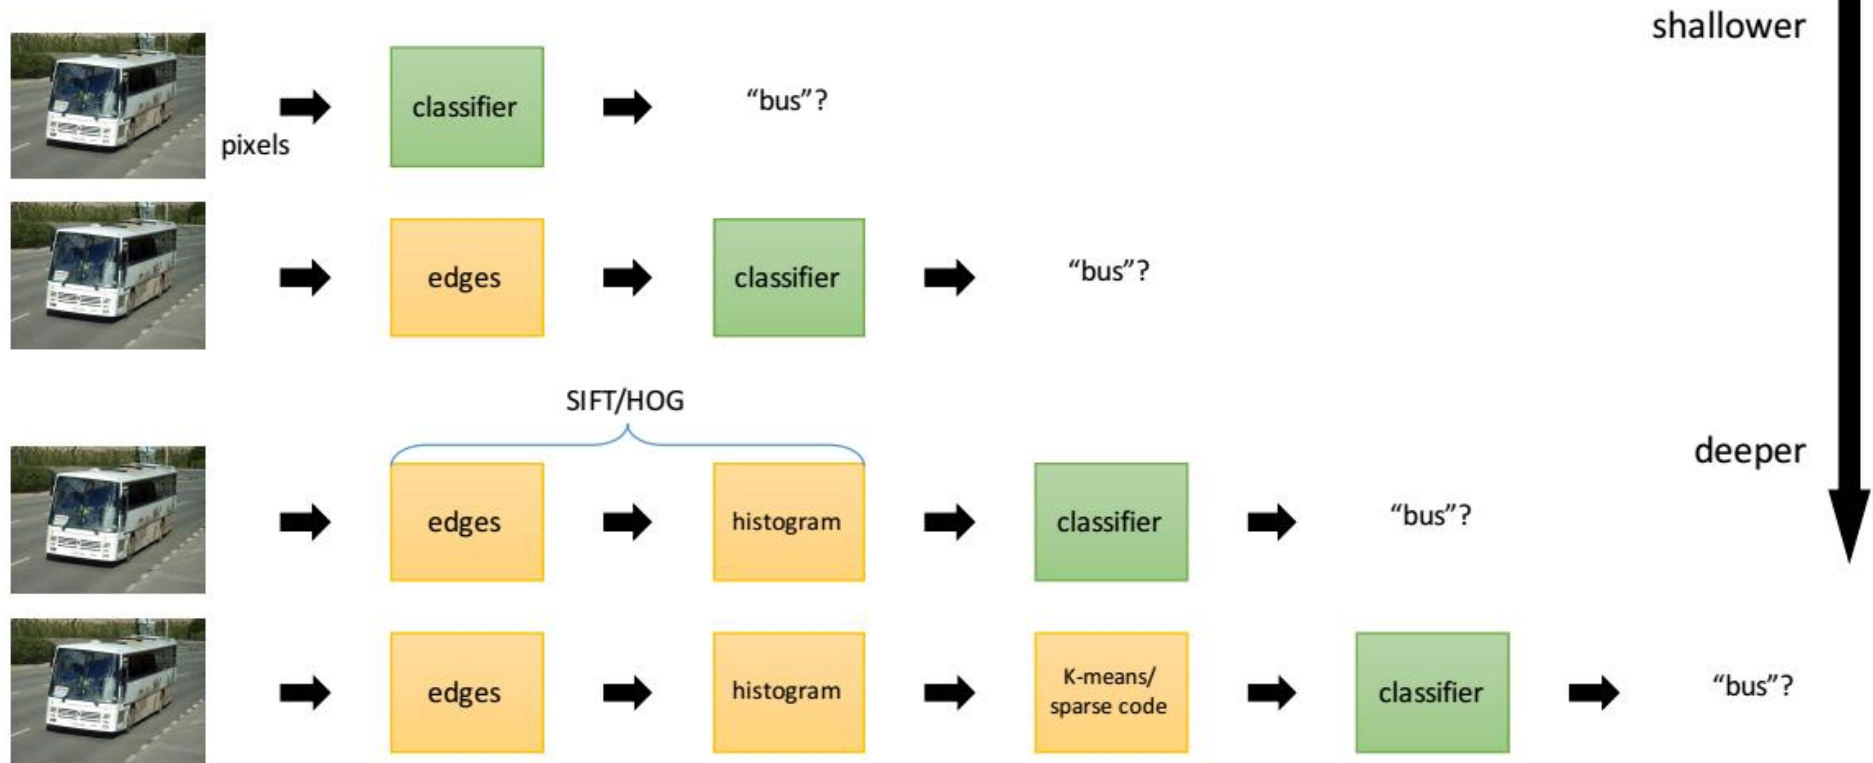 shallower
pixels
classifier
“bus”?
edges
classifier
“bus”?
SIFT/HOG
deeper
edges
histogram
classifier
“bus”?
edges
histogram
K-means/
sparse code
classifier
“bus”?